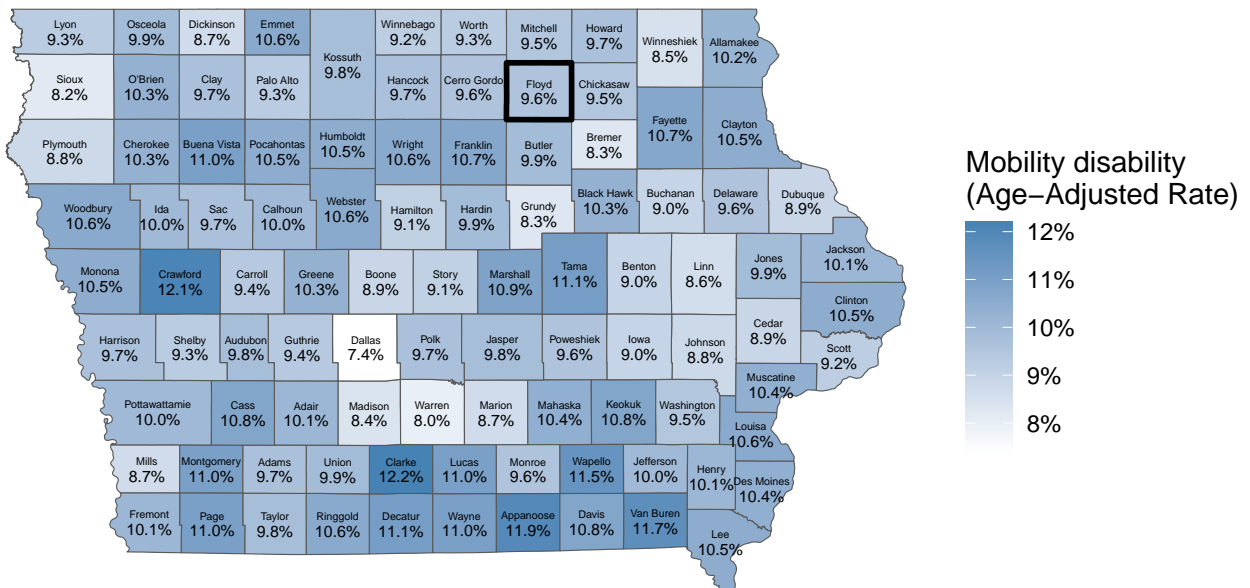 Lyon
9.3%
Osceola
9.9%
Dickinson
8.7%
Emmet
10.6%
Kossuth
9.8%
Winnebago
9.2%
Worth
9.3%
Mitchell
9.5%
Howard
9.7%
Winneshiek
8.5%
Allamakee
10.2%
Sioux
8.2%
O'Brien
10.3%
Clay
9.7%
Palo Alto
9.3%
Hancock
9.7%
Cerro Gordo
9.6%
Floyd
9.6%
Chickasaw
9.5%
Fayette
10.7%
Clayton
10.5%
Plymouth
8.8%
Cherokee
10.3%
Buena Vista
11.0%
Pocahontas
10.5%
Humboldt
10.5%
Wright
10.6%
Franklin
10.7%
Butler
9.9%
Bremer
8.3%
Mobility disability
(Age−Adjusted Rate)
12%
11%
10%
9%
8%
Woodbury
10.6%
Ida
10.0%
Sac
9.7%
Calhoun
10.0%
Webster
10.6%
Hamilton
9.1%
Hardin
9.9%
Grundy
8.3%
Black Hawk
10.3%
Buchanan
9.0%
Delaware
9.6%
Dubuque
8.9%
Monona
10.5%
Crawford
12.1%
Carroll
9.4%
Greene
10.3%
Boone
8.9%
Story
9.1%
Marshall
10.9%
Tama
11.1%
Benton
9.0%
Linn
8.6%
Jones
9.9%
Jackson
10.1%
Clinton
10.5%
Harrison
9.7%
Shelby
9.3%
Audubon
9.8%
Guthrie
9.4%
Dallas
7.4%
Polk
9.7%
Jasper
9.8%
Poweshiek
9.6%
Iowa
9.0%
Johnson
8.8%
Cedar
8.9%
Scott
9.2%
Muscatine
10.4%
Pottawattamie
10.0%
Cass
10.8%
Adair
10.1%
Madison
8.4%
Warren
8.0%
Marion
8.7%
Mahaska
10.4%
Keokuk
10.8%
Washington
9.5%
Louisa
10.6%
Mills
8.7%
Montgomery
11.0%
Adams
9.7%
Union
9.9%
Clarke
12.2%
Lucas
11.0%
Monroe
9.6%
Wapello
11.5%
Jefferson
10.0%
Henry
10.1%
Des Moines
10.4%
Fremont
10.1%
Page
11.0%
Taylor
9.8%
Ringgold
10.6%
Decatur
11.1%
Wayne
11.0%
Appanoose
11.9%
Davis
10.8%
Van Buren
11.7%
Lee
10.5%